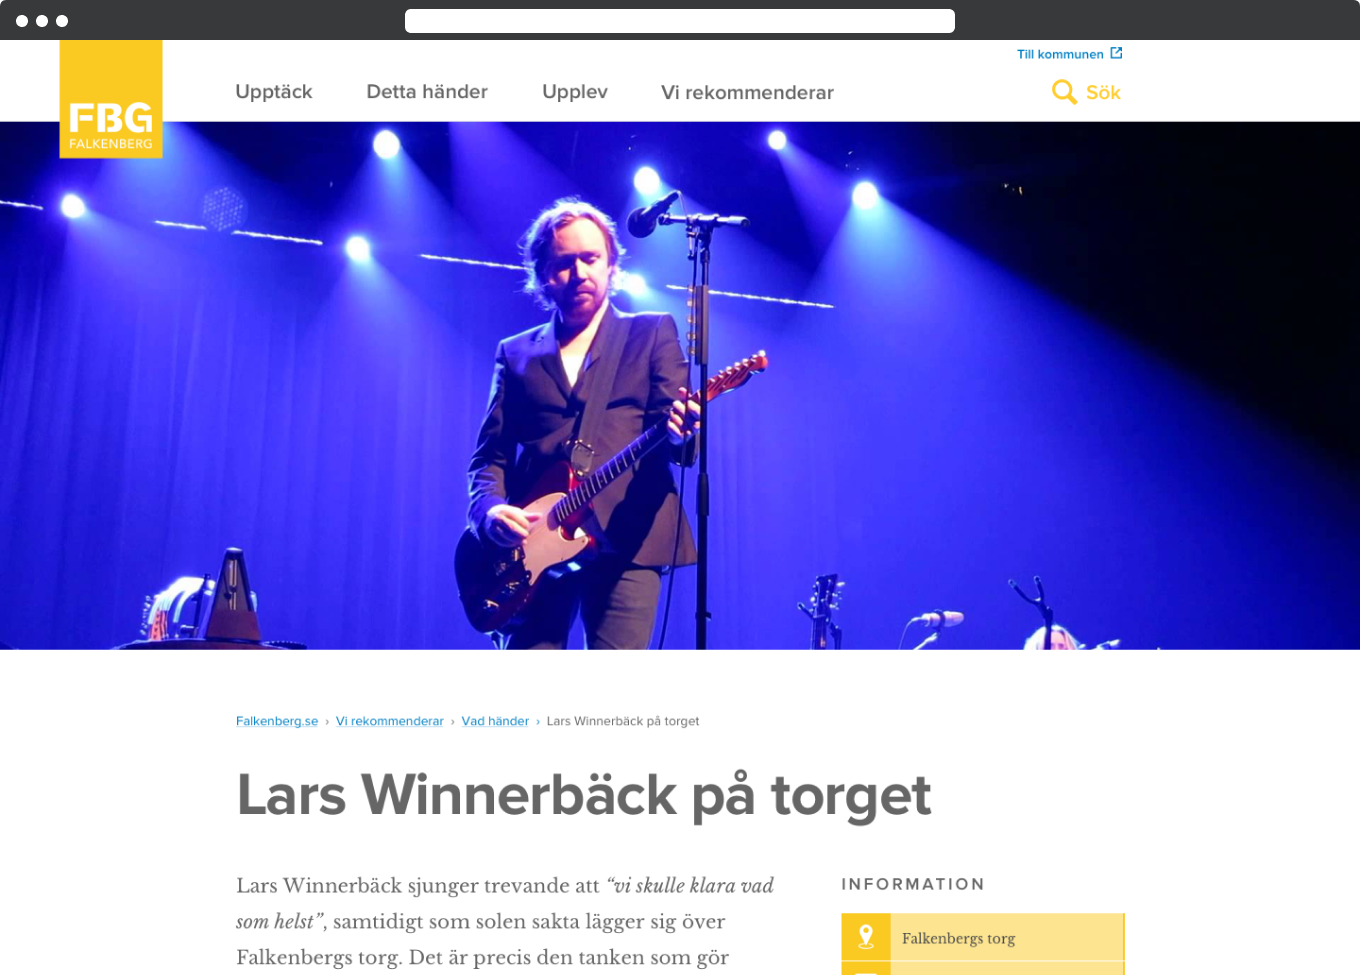 Till kommunen
Upptäck Detta händer Upplev Vi rekommenderar Sök
FBG
FALKENBERG
Falkenberg.se › Vi rekommenderar › Vad händer › Lars Winnerbäck på torget
Lars Winnerbäck på torget
Lars Winnerbäck sjunger trevande att “vi skulle klara vad
som helst”, samtidigt som solen sakta lägger sig över
Falkenbergs torg. Det är precis den tanken som gör
INFORMATION
Falkenbergs torg